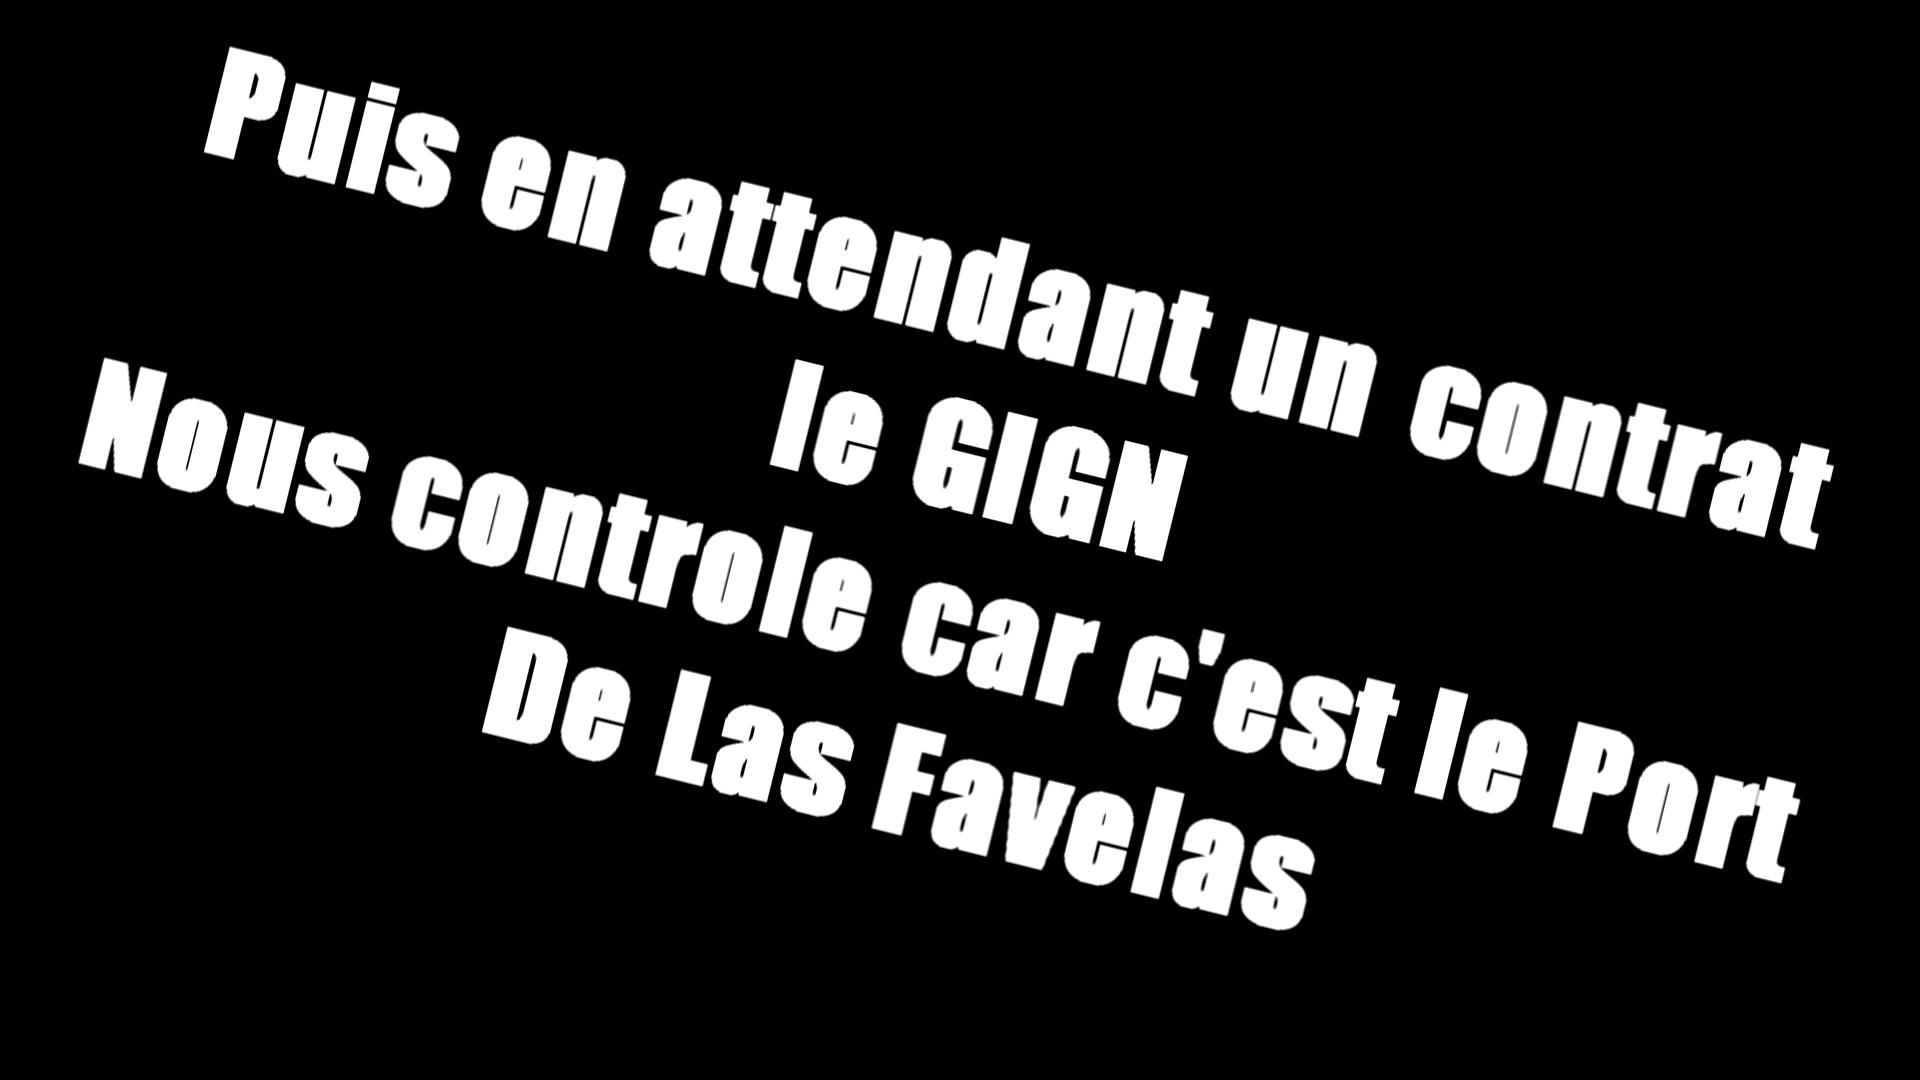 Puis en attendant un contrat
le GIGN
Nous controle car c'est le Port
De Las Favelas